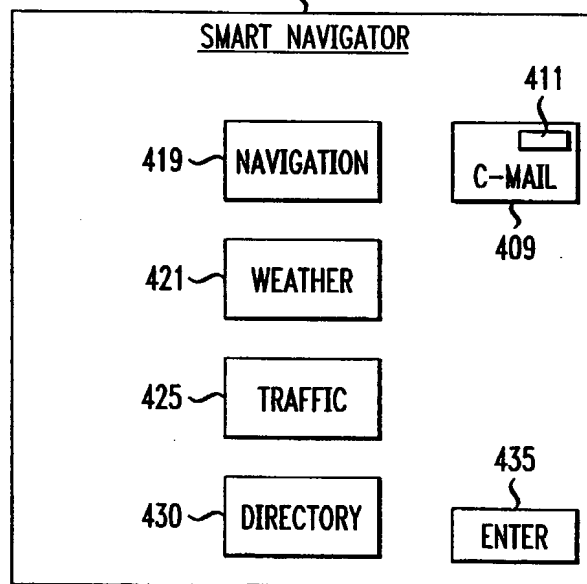 SMART NAVIGATOR
411
419 NAVIGATION
C-MAIL
409
421 WEATHER
425 TRAFFIC
435
430 DIRECTORY
ENTER